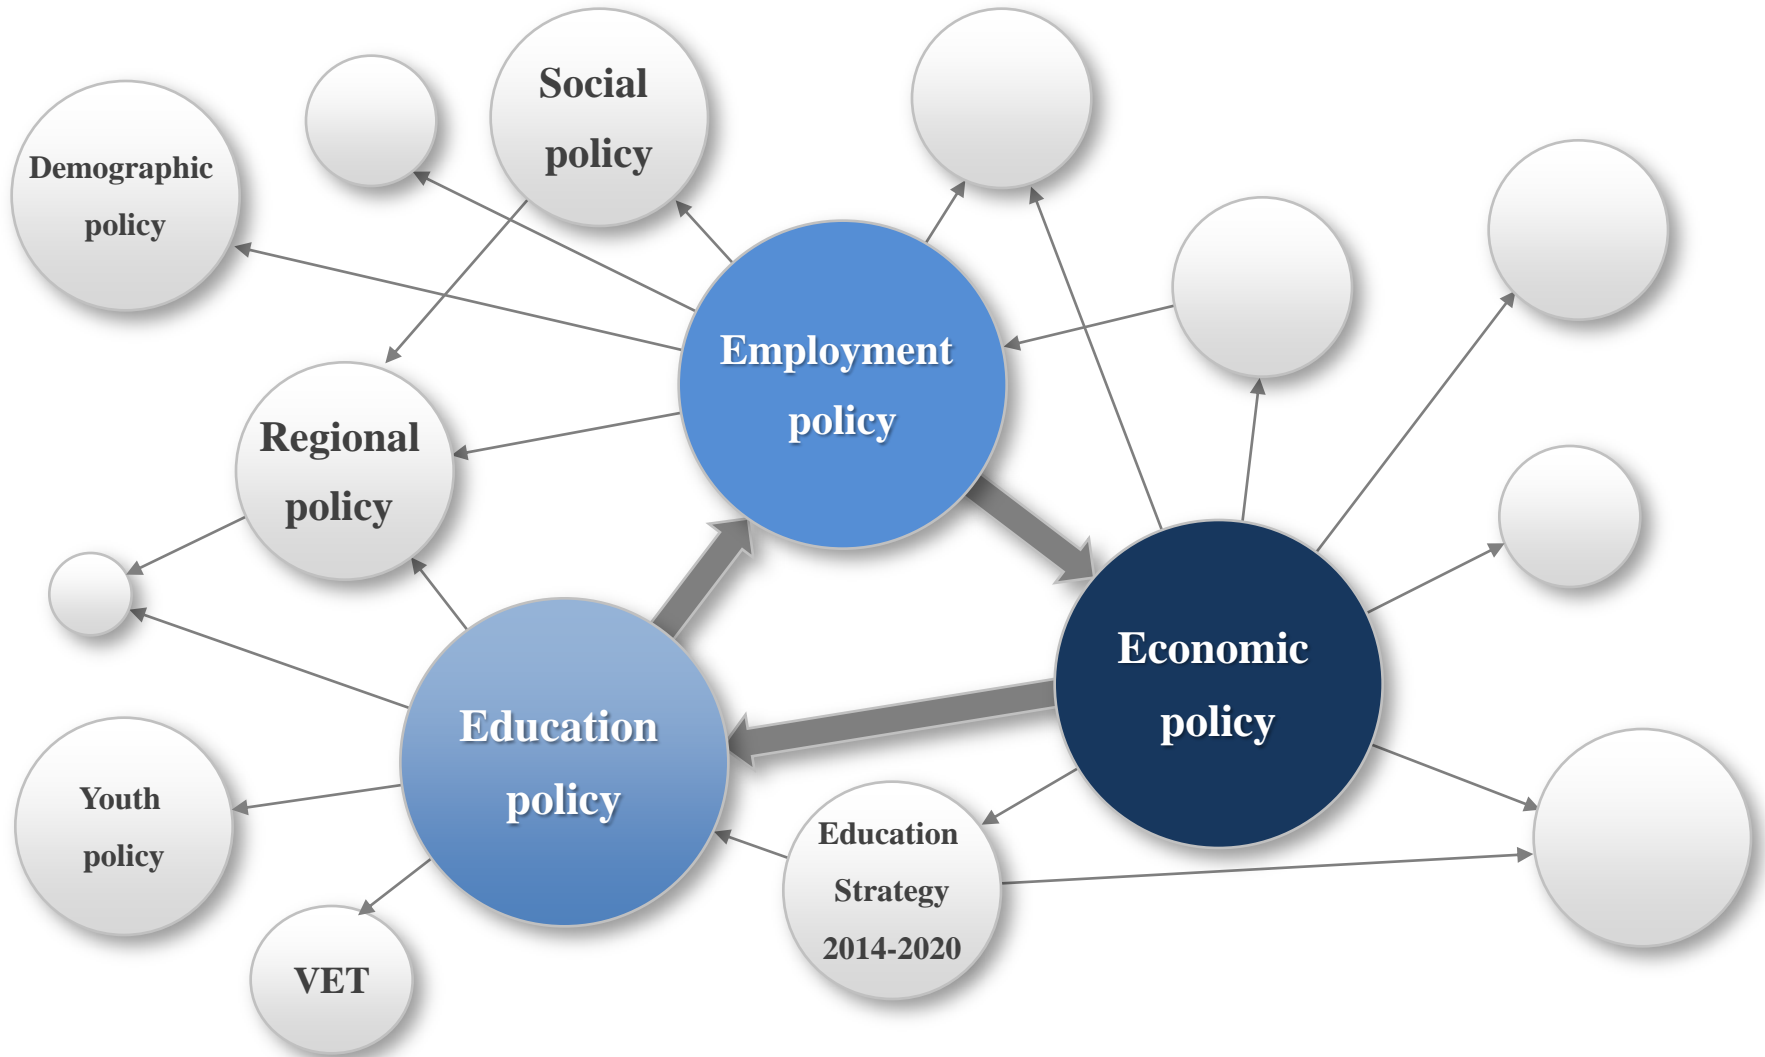 Social
policy
Demographic
policy
Employment
policy
Regional
policy
Economic
policy
Education
policy
Youth
policy
Education
Strategy
2014-2020
VET